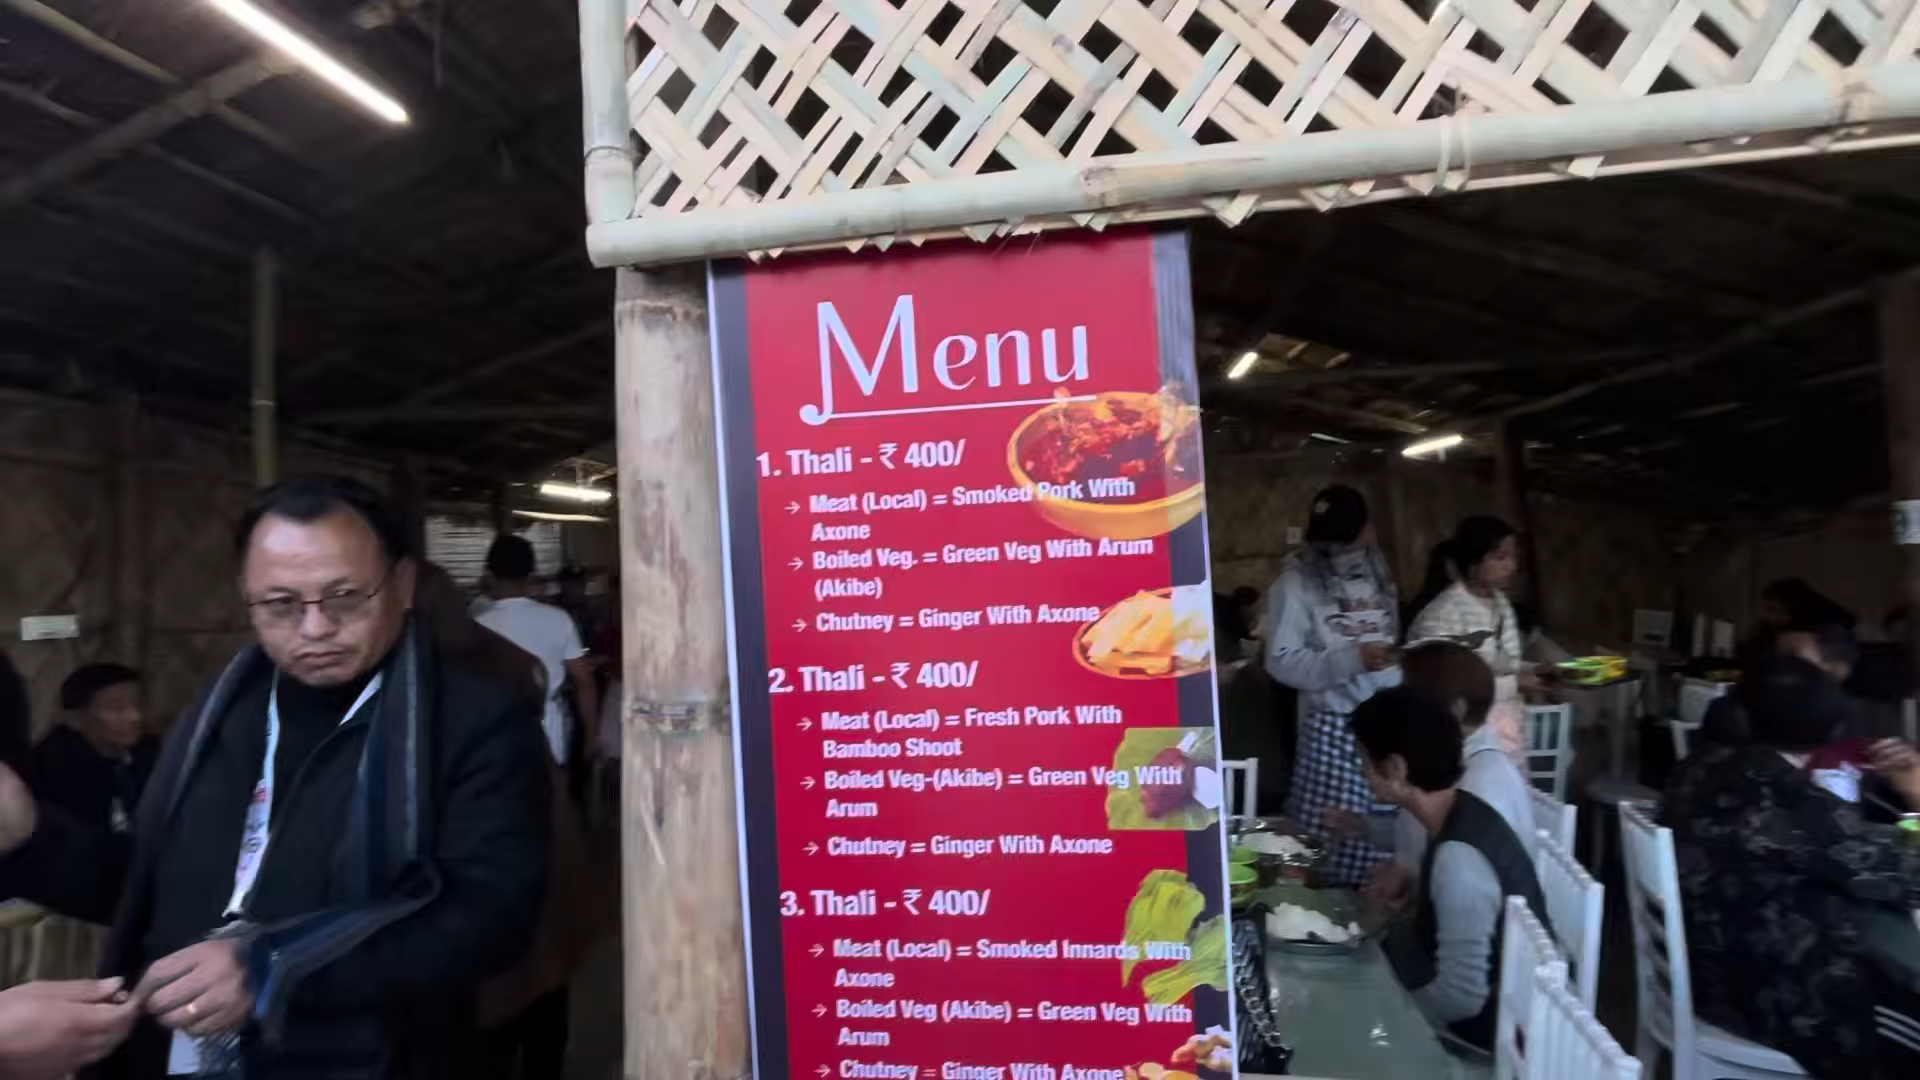 Menu
1. Thali - ₹ 400/
→ Meat (Local) = Smoked Pork With
Axone
→ Boiled Veg. = Green Veg With Arum
(Akibe)
→ Chutney = Ginger With Axone
2. Thali - ₹ 400/
→ Meat (Local) = Fresh Pork With
Bamboo Shoot
→ Boiled Veg-(Akibe) = Green Veg With
Arum
→ Chutney = Ginger With Axone
3. Thali - ₹ 400/
→ Meat (Local) = Smoked Innards With
Axone
→ Boiled Veg (Akibe) = Green Veg With
Arum
→ Chutney = Ginger With Axone